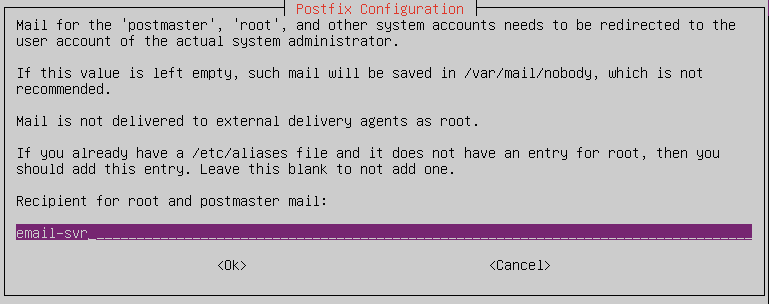 Postfix Configuration
Mail for the 'postmaster', 'root', and other system accounts needs to be redirected to the
user account of the actual system administrator.
If this value is left empty, such mail will be saved in /var/mail/nobody, which is not
recommended.
Mail is not delivered to external delivery agents as root.
If you already have a /etc/aliases file and it does not have an entry for root, then you
should add this entry. Leave this blank to not add one.
Recipient for root and postmaster mail:
email-svr
<Ok> <Cancel>